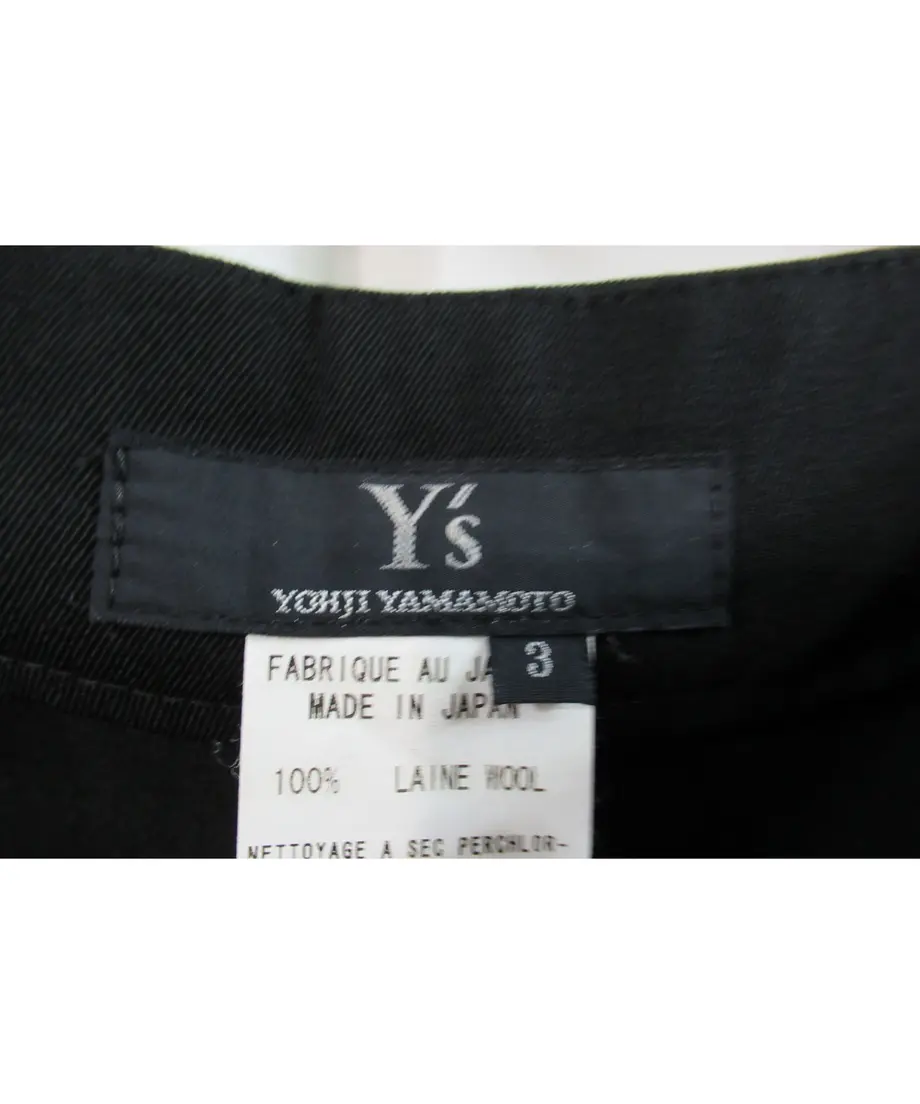 Y's
YOHJI YAMAMOTO
3
FABRIQUE AU JA
MADE IN JAPAN
100% LAINE WOOL
NETTOYAGE A SEC PERCHLOR-